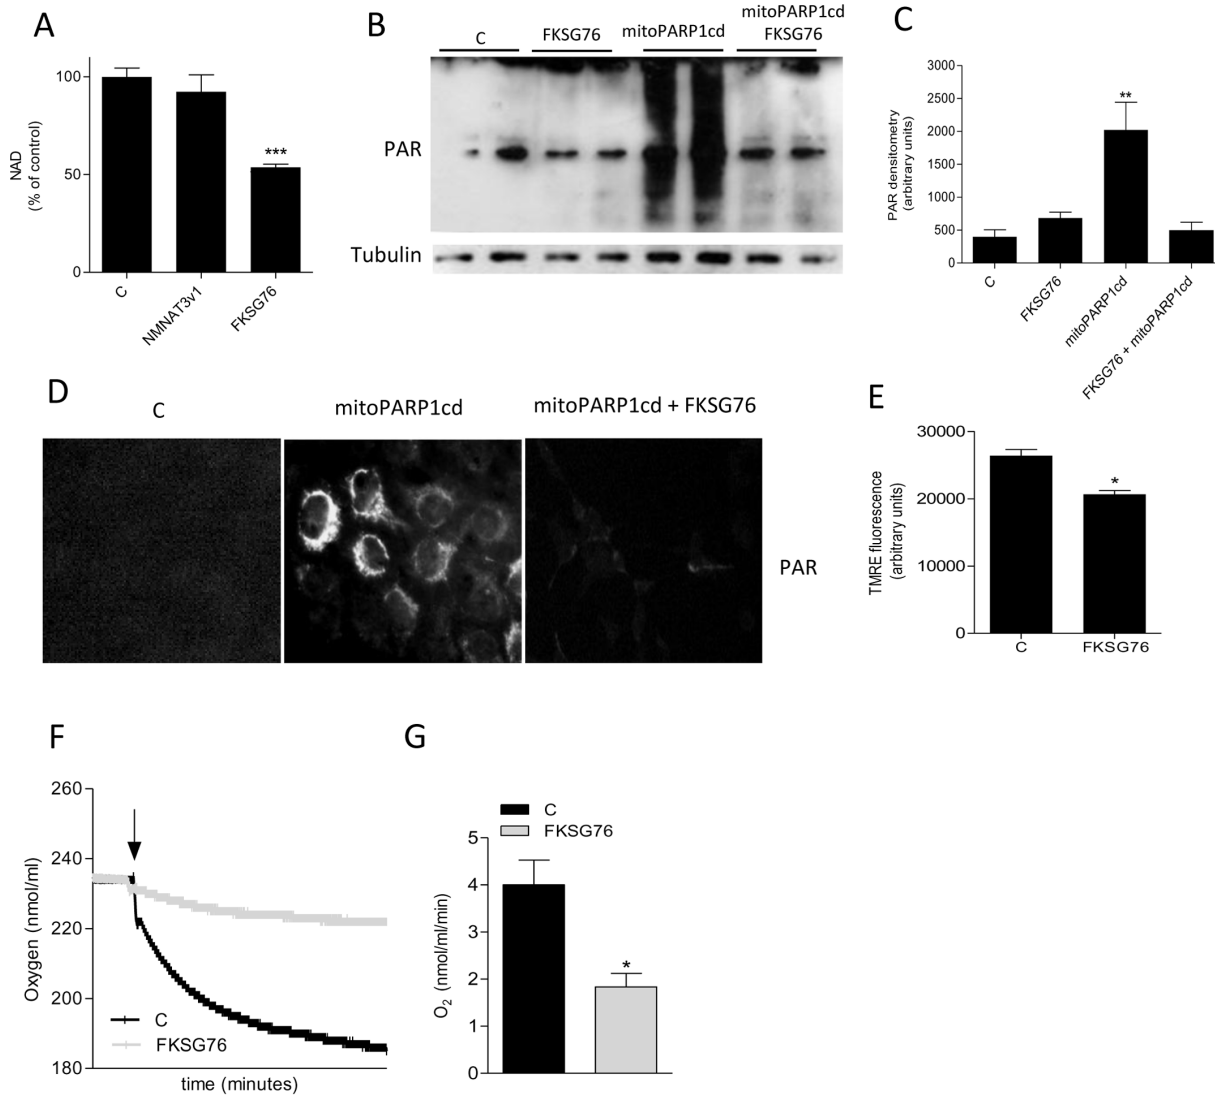 A
NAD
(% of control)
100
50
0
***
C
NMNAT3v1
FKSG76
B
C
FKSG76
mitoPARP1cd
mitoPARP1cd
FKSG76
PAR
Tubulin
C
PAR densitometry
(arbitrary units)
3000
2500
2000
1500
1000
500
0
**
C
FKSG76
mitoPARP1cd
FKSG76 + mitoPARP1cd
D
C
mitoPARP1cd
mitoPARP1cd + FKSG76
PAR
E
TMRE fluorescence
(arbitrary units)
30000
20000
10000
0
*
C
FKSG76
F
Oxygen (nmol/ml)
260
240
220
200
180
C
FKSG76
time (minutes)
G
C
FKSG76
O2 (nmol/ml/min)
5
4
3
2
1
0
*